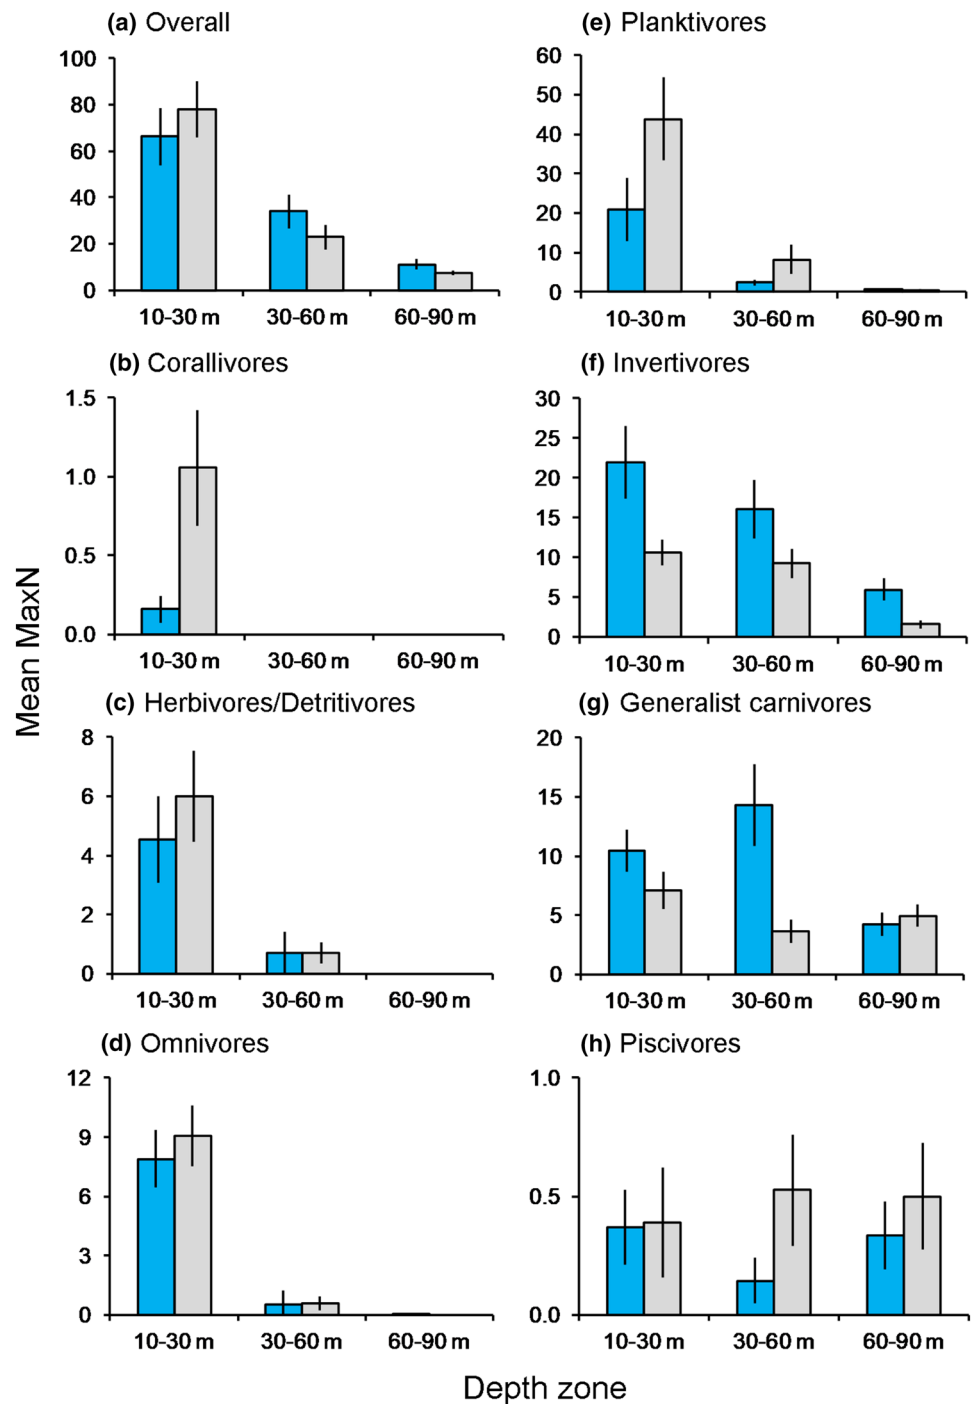 (a) Overall
100
80
60
40
20
0
10-30 m 30-60 m 60-90 m
(b) Corallivores
1.5
1.0
0.5
0.0
10-30 m 30-60 m 60-90 m
(c) Herbivores/Detritivores
8
6
4
2
0
10-30 m 30-60 m 60-90 m
(d) Omnivores
12
9
6
3
0
10-30 m 30-60 m 60-90 m
(e) Planktivores
60
50
40
30
20
10
0
10-30 m 30-60 m 60-90 m
(f) Invertivores
30
25
20
15
10
5
0
10-30 m 30-60 m 60-90 m
(g) Generalist carnivores
20
15
10
5
0
10-30 m 30-60 m 60-90 m
(h) Piscivores
1.0
0.5
0.0
10-30 m 30-60 m 60-90 m
Mean MaxN
Depth zone